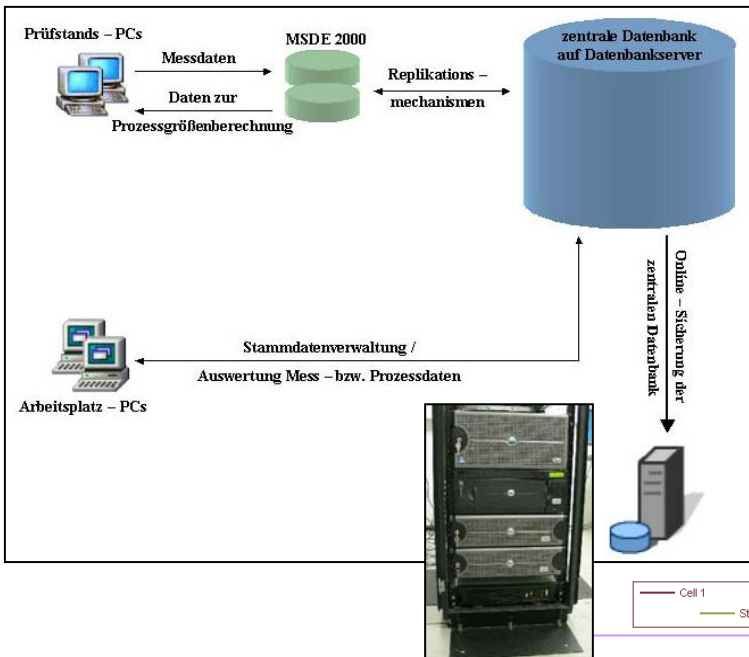 Prüfstands – PCs
MSDE 2000
zentrale Datenbank
auf Datenbankserver
Messdaten
Daten zur
Prozessgrößenberechnung
Replikations –
mechanismen
Online – Sicherung der
zentralen Datenbank
Stammdatenverwaltung /
Auswertung Mess – bzw. Prozessdaten
Arbeitsplatz – PCs
Cell 1